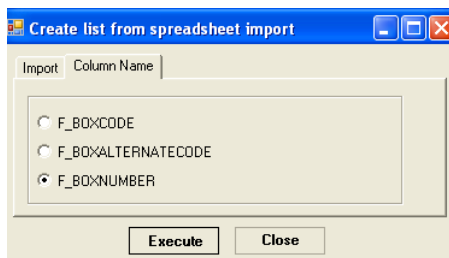 Create list from spreadsheet import
Import Column Name
F_BOXCODE
F_BOXALTERNATECODE
F_BOXNUMBER
Execute Close